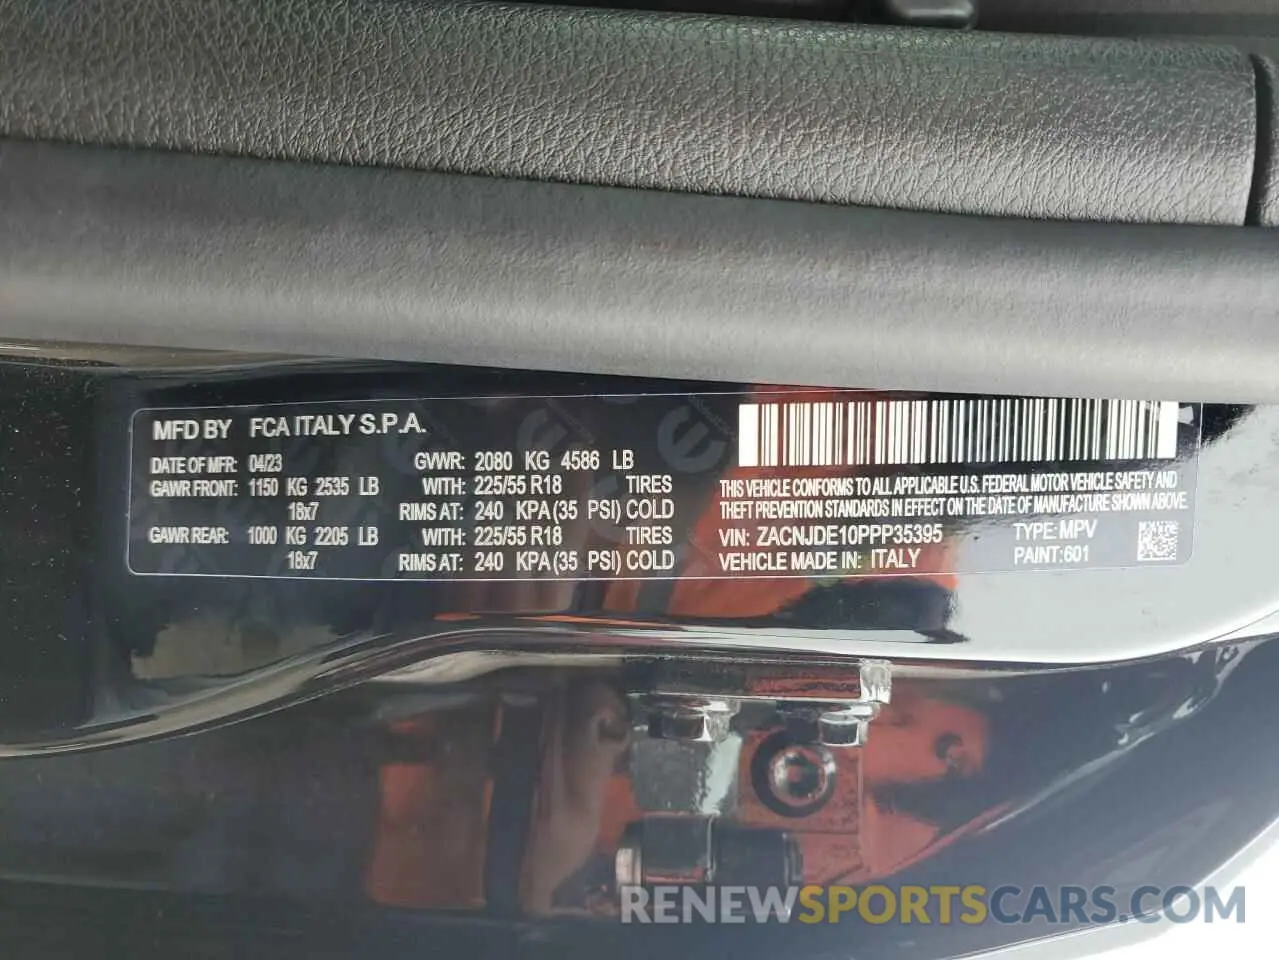 MFD BY FCA ITALY S.P.A.
DATE OF MFR: 04/23 GVWR: 2080 KG 4586 LB
GAWR FRONT: 1150 KG 2535 LB WITH: 225/55 R18 TIRES
18x7 RIMS AT: 240 KPA (35 PSI) COLD
GAWR REAR: 1000 KG 2205 LB WITH: 225/55 R18 TIRES
18x7 RIMS AT: 240 KPA (35 PSI) COLD
THIS VEHICLE CONFORMS TO ALL APPLICABLE U.S. FEDERAL MOTOR VEHICLE SAFETY AND
THEFT PREVENTION STANDARDS IN EFFECT ON THE DATE OF MANUFACTURE SHOWN ABOVE.
VIN: ZACNJDE10PPP35395 TYPE: MPV
VEHICLE MADE IN: ITALY PAINT: 601
RENEWSPORTSCARS.COM